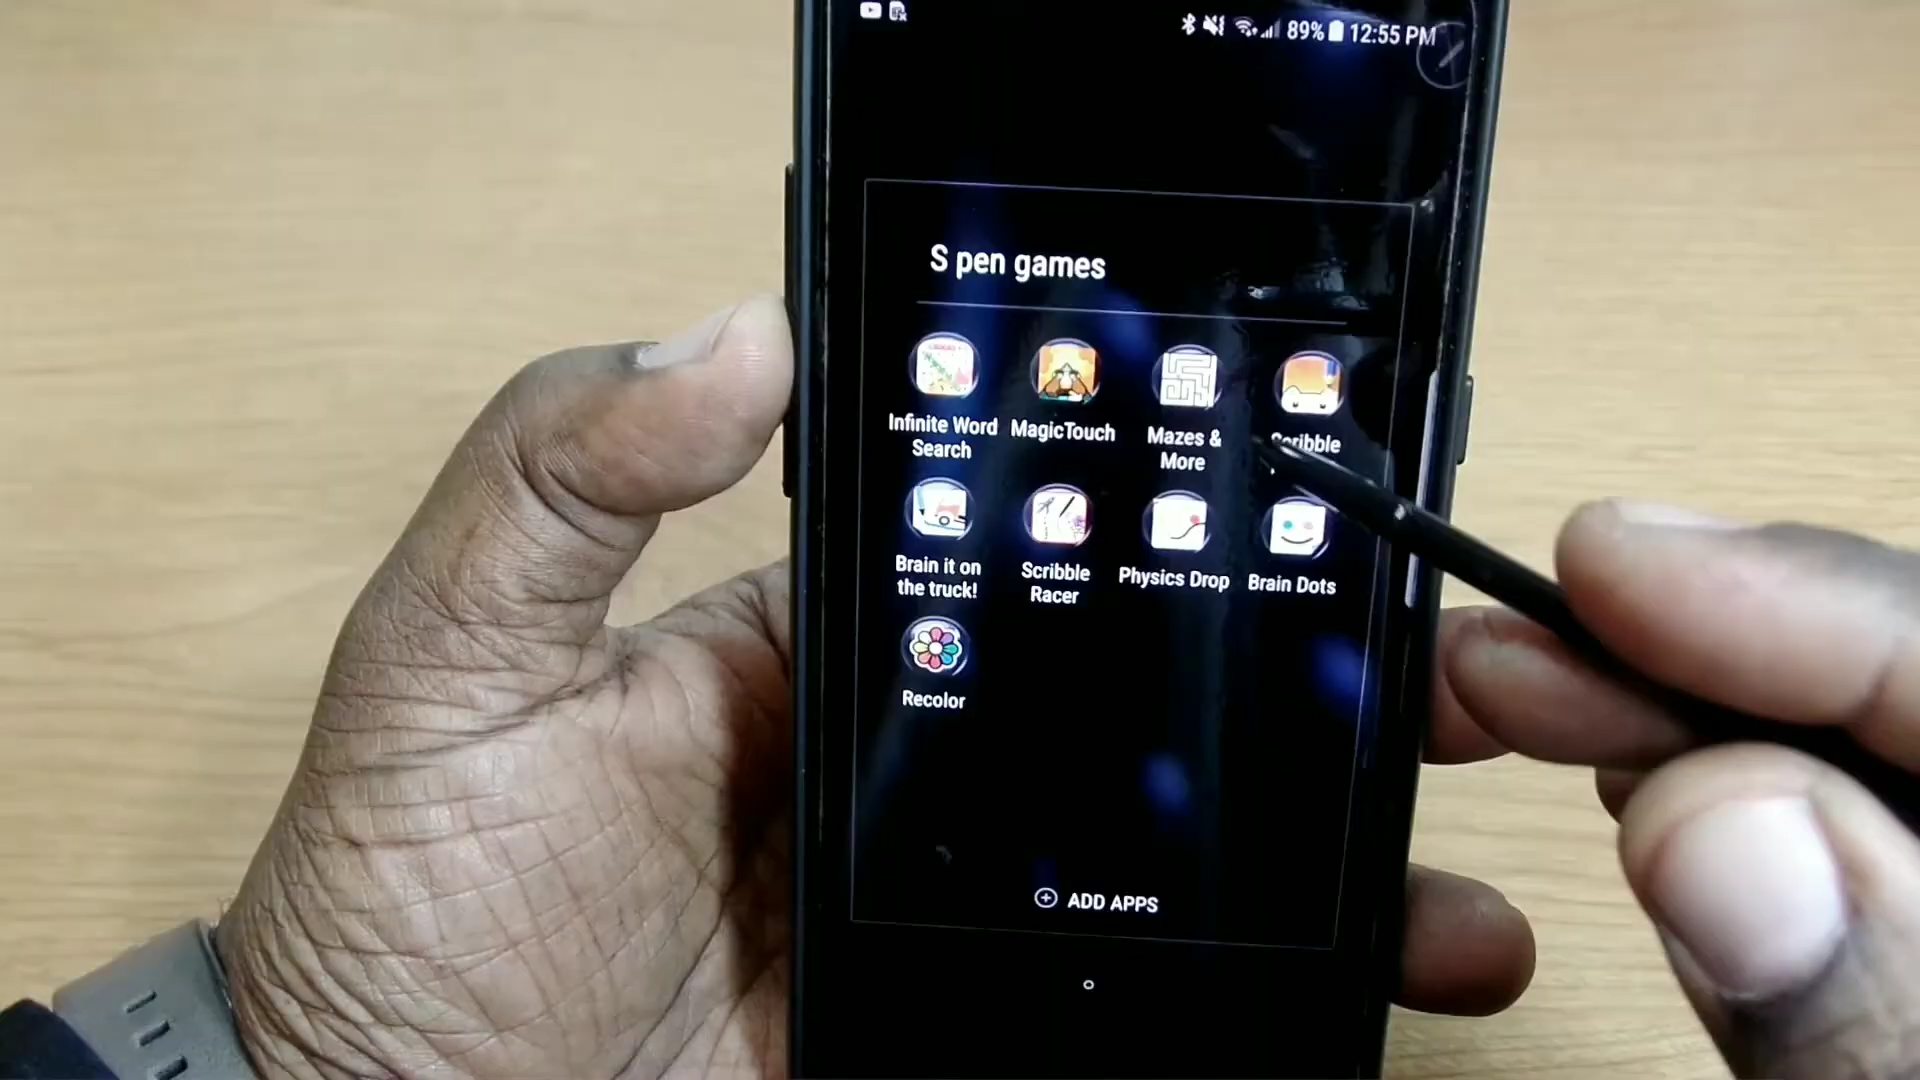 89% 12:55 PM
S pen games
Infinite Word
Search
MagicTouch
Mazes &
More
Scribble
Brain it on
the truck!
Scribble
Racer
Physics Drop
Brain Dots
Recolor
ADD APPS